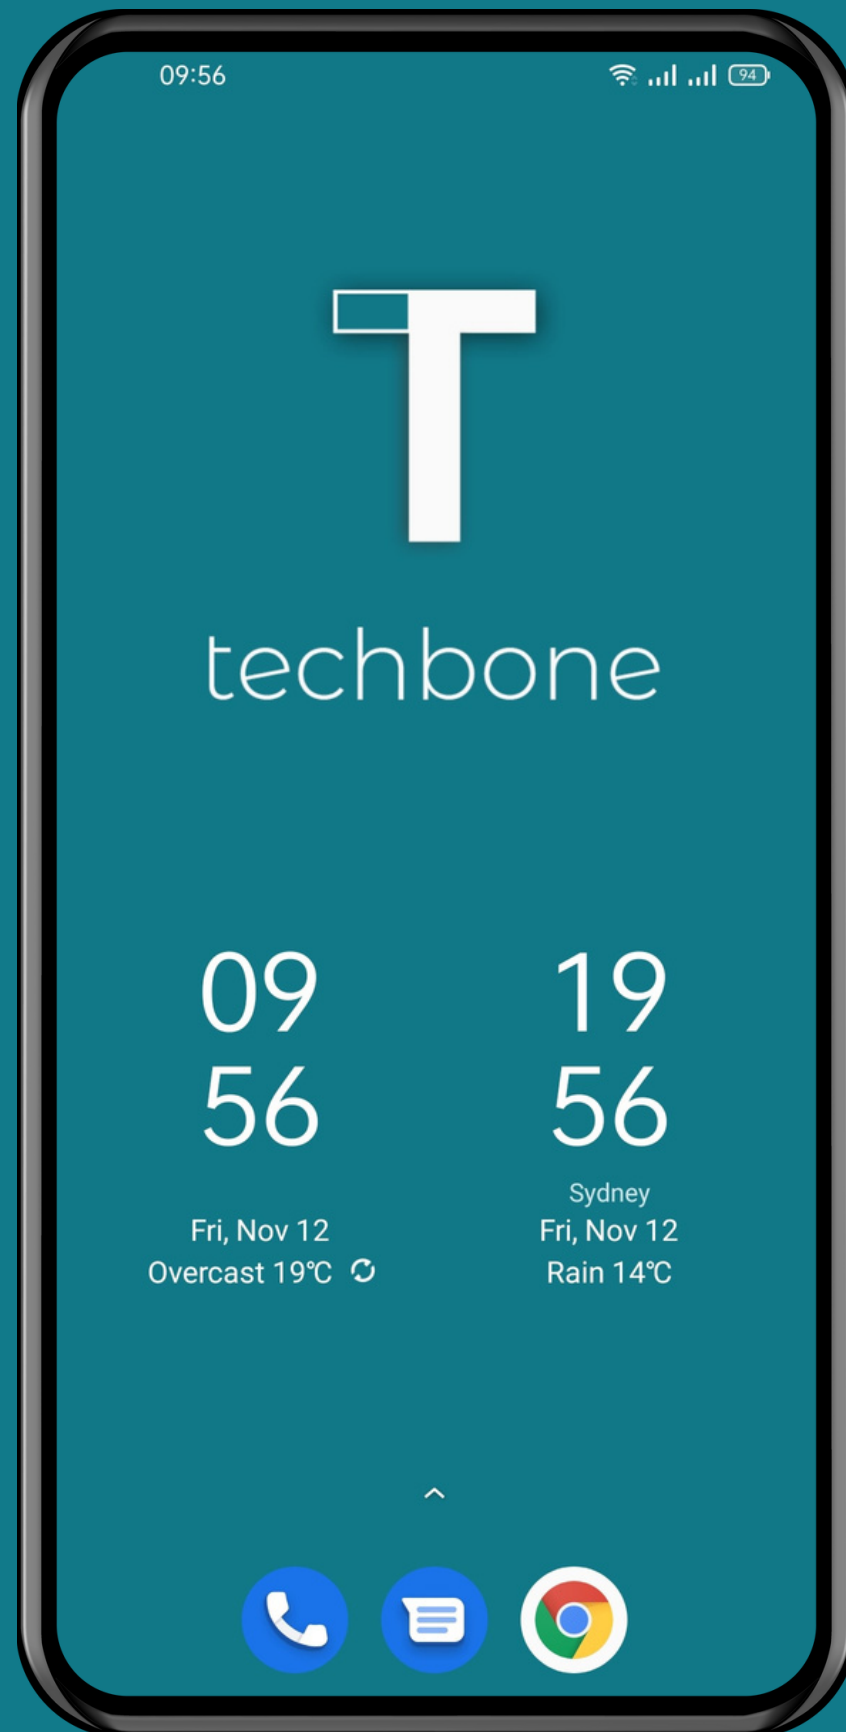 09:56
94
T
techbone
09
56
Fri, Nov 12
Overcast 19℃
19
56
Sydney
Fri, Nov 12
Rain 14℃